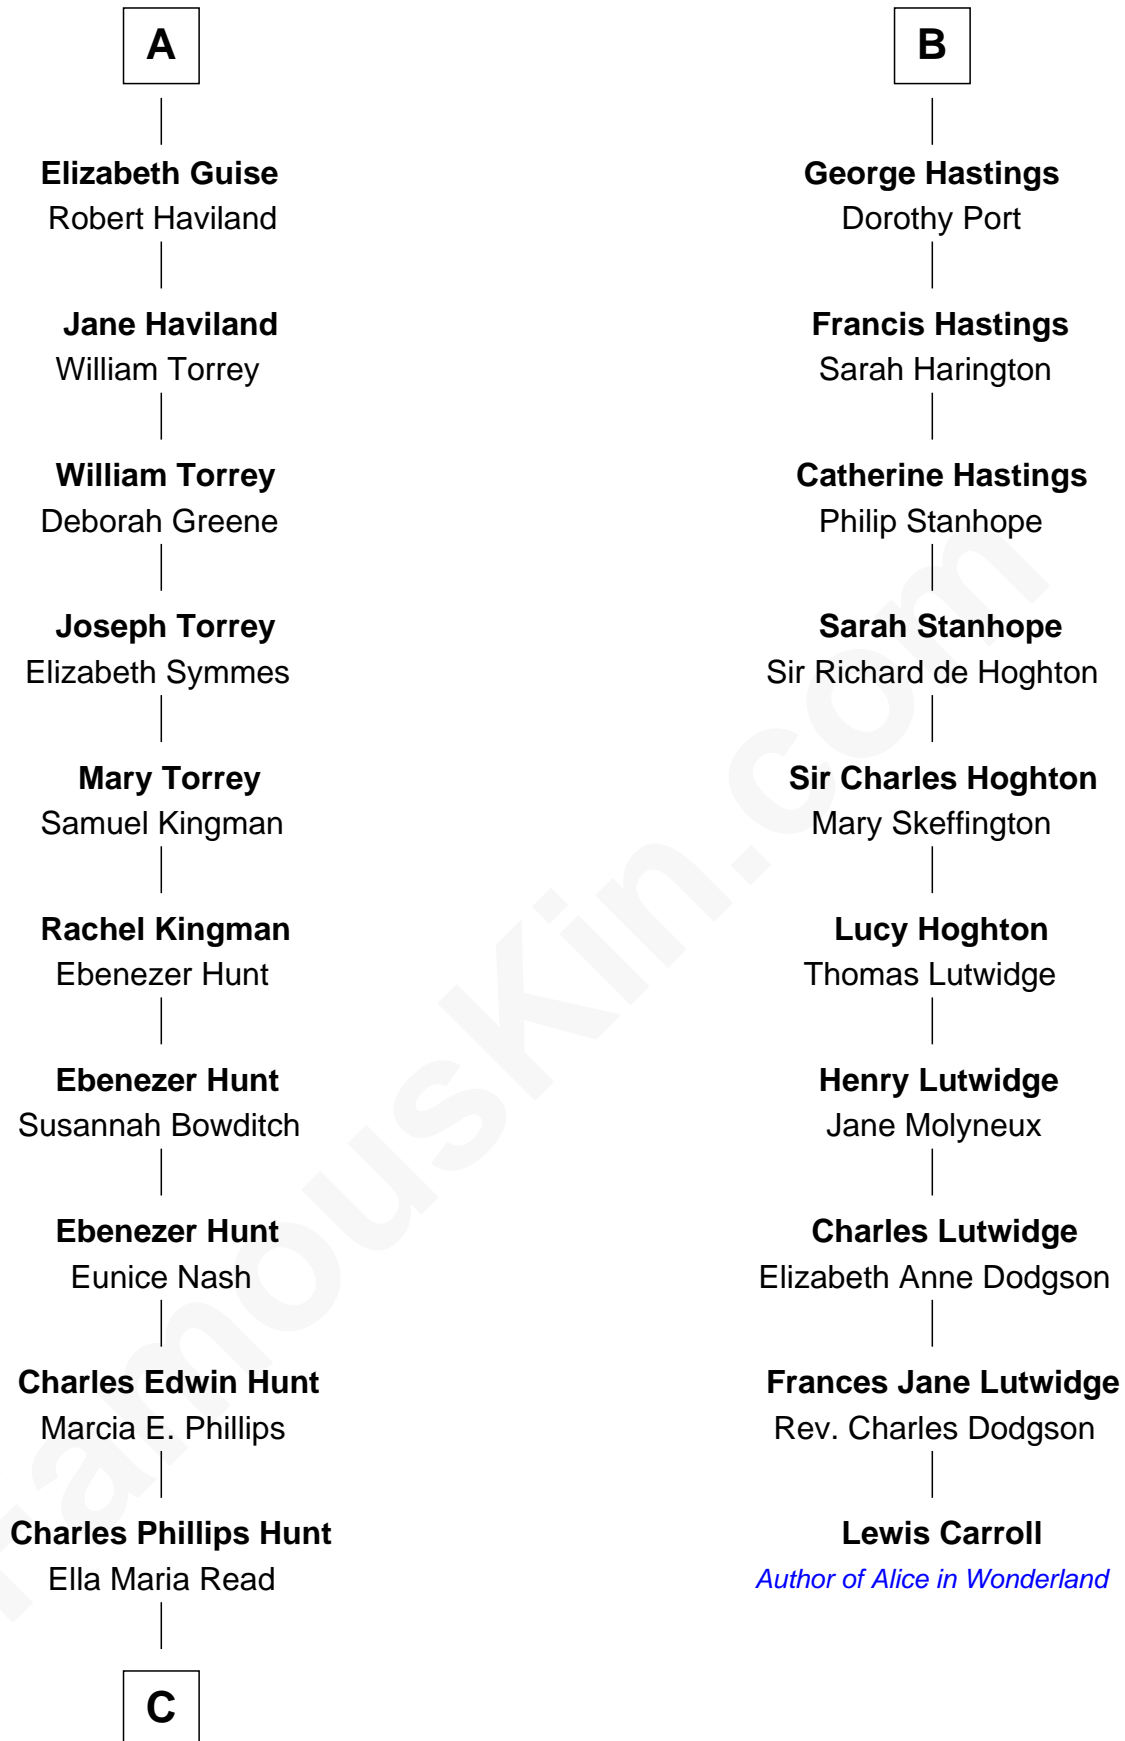 A
Elizabeth Guise
Robert Haviland
Jane Haviland
William Torrey
William Torrey
Deborah Greene
Joseph Torrey
Elizabeth Symmes
Mary Torrey
Samuel Kingman
Rachel Kingman
Ebenezer Hunt
Ebenezer Hunt
Susannah Bowditch
Ebenezer Hunt
Eunice Nash
Charles Edwin Hunt
Marcia E. Phillips
Charles Phillips Hunt
Ella Maria Read
C
B
George Hastings
Dorothy Port
Francis Hastings
Sarah Harington
Catherine Hastings
Philip Stanhope
Sarah Stanhope
Sir Richard de Hoghton
Sir Charles Hoghton
Mary Skeffington
Lucy Hoghton
Thomas Lutwidge
Henry Lutwidge
Jane Molyneux
Charles Lutwidge
Elizabeth Anne Dodgson
Frances Jane Lutwidge
Rev. Charles Dodgson
Lewis Carroll
Author of Alice in Wonderland
FamousKin.com